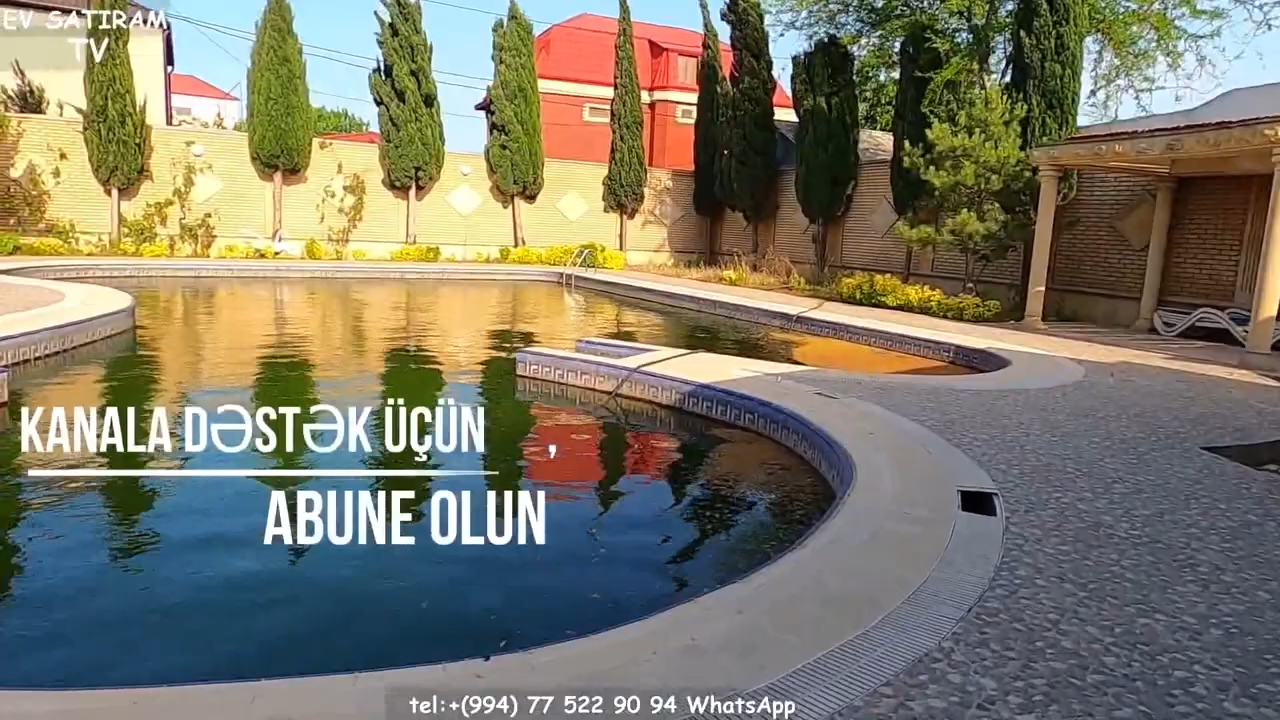 EV SATIRAM
TV
KANALA DƏSTƏK ÜÇÜN ,
ABUNE OLUN
tel:+(994) 77 522 90 94 WhatsApp